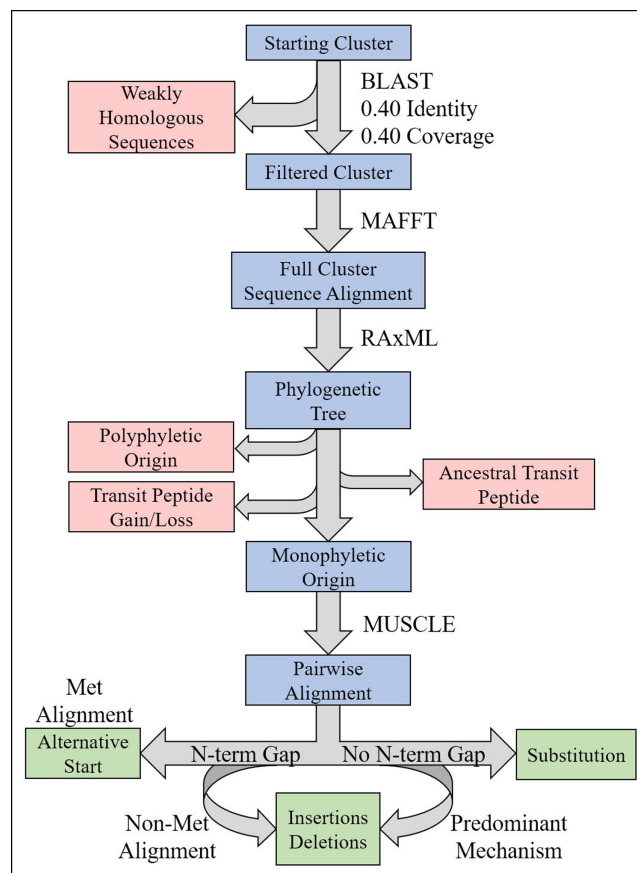 Starting Cluster
BLAST
0.40 Identity
0.40 Coverage
Weakly
Homologous
Sequences
Filtered Cluster
MAFFT
Full Cluster
Sequence Alignment
RAxML
Phylogenetic
Tree
Polyphyletic
Origin
Ancestral Transit
Peptide
Transit Peptide
Gain/Loss
Monophyletic
Origin
MUSCLE
Pairwise
Alignment
Met
Alignment
Alternative
Start
N-term Gap
No N-term Gap
Substitution
Non-Met
Alignment
Insertions
Deletions
Predominant
Mechanism